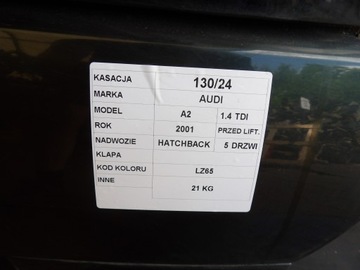 KASACJA 130/24
MARKA AUDI
MODEL A2 1.4 TDI
ROK 2001 PRZED LIFT.
NADWOZIE HATCHBACK 5 DRZWI
KLAPA
KOD KOLORU LZ65
INNE 21 KG